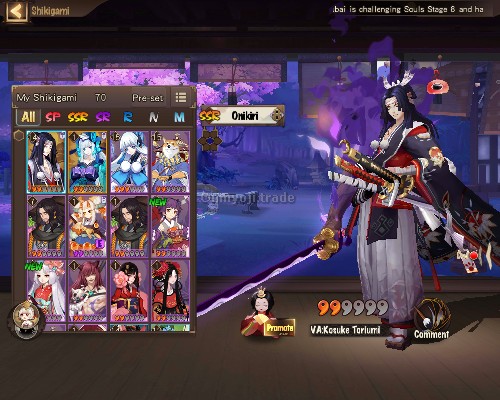 Shikigami
.bai is challenging Souls Stage 6 and ha
My Shikigami 70 Pre-set
All SP SSR SR R N M
SSR Onikiri
@onmyoji.trade
NEW
NEW
Promote
VA:Kosuke Toriumi
Comment